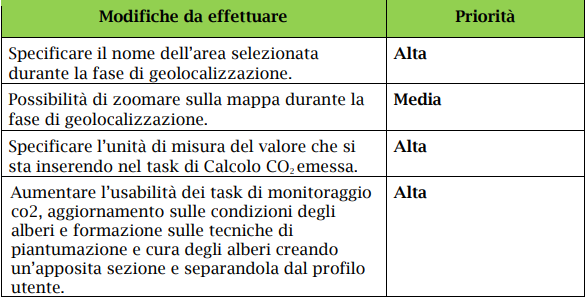 Modifiche da effettuare Priorità
Specificare il nome dell'area selezionata Alta
durante la fase di geolocalizzazione.
Possibilità di zoomare sulla mappa durante la Media
fase di geolocalizzazione.
Specificare l'unità di misura del valore che si Alta
sta inserendo nel task di Calcolo CO₂ emessa.
Aumentare l'usabilità dei task di monitoraggio Alta
co2, aggiornamento sulle condizioni degli
alberi e formazione sulle tecniche di
piantumazione e cura degli alberi creando
un'apposita sezione e separandola dal profilo
utente.